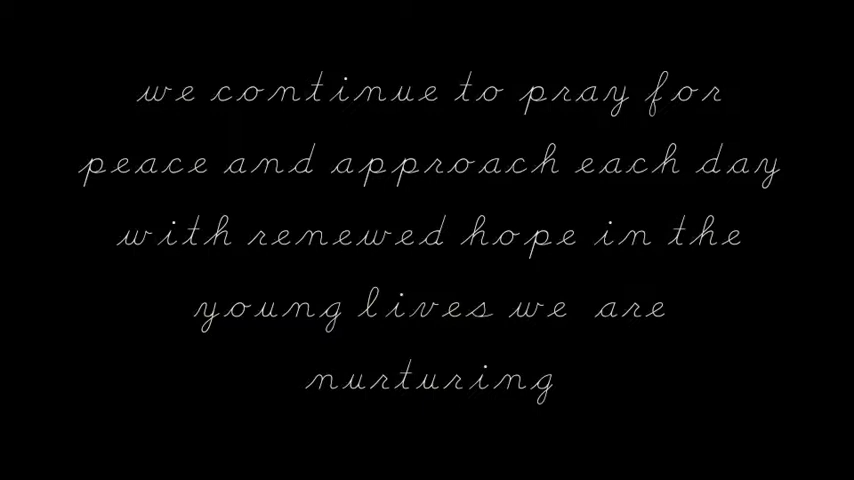 we continue to pray for
peace and approach each day
with renewed hope in the
young lives we are
nurturing